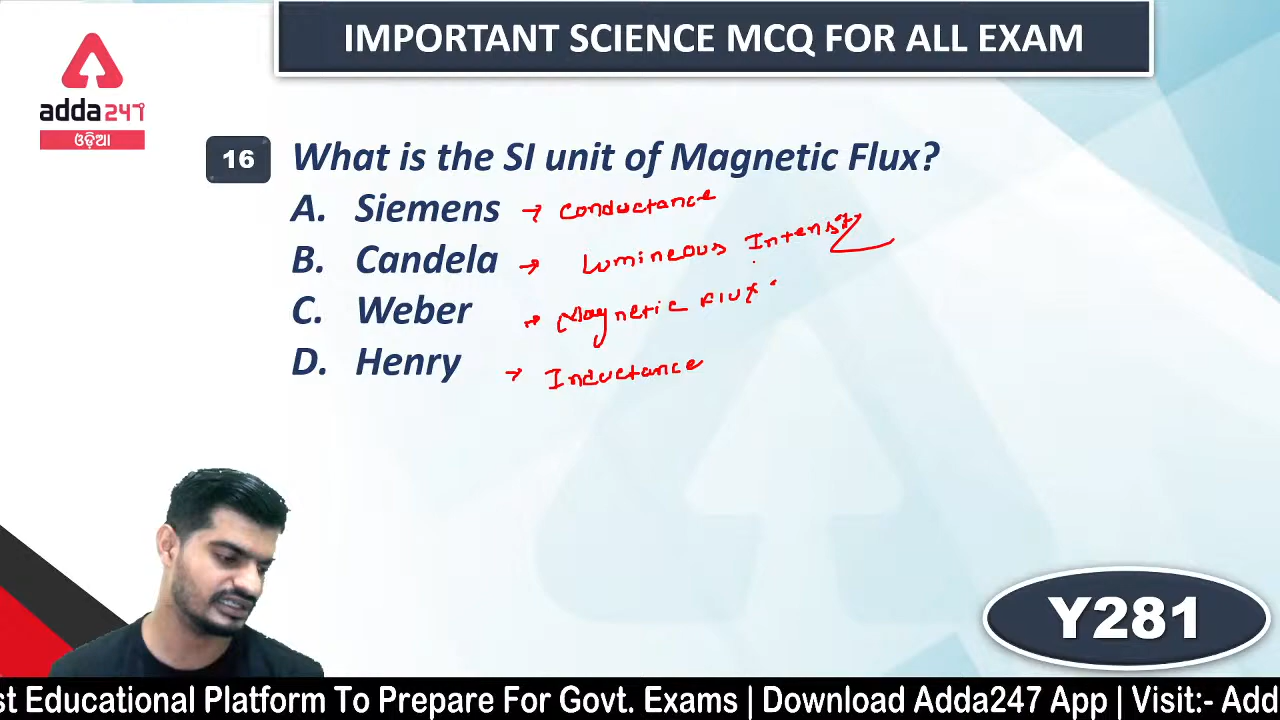 IMPORTANT SCIENCE MCQ FOR ALL EXAM
adda247
ଓଡ଼ିଆ
16 What is the SI unit of Magnetic Flux?
A. Siemens → Conductance
B. Candela → Lumineous Intensity
C. Weber → Magnetic Flux
D. Henry → Inductance
Y281
st Educational Platform To Prepare For Govt. Exams | Download Adda247 App | Visit:- Add